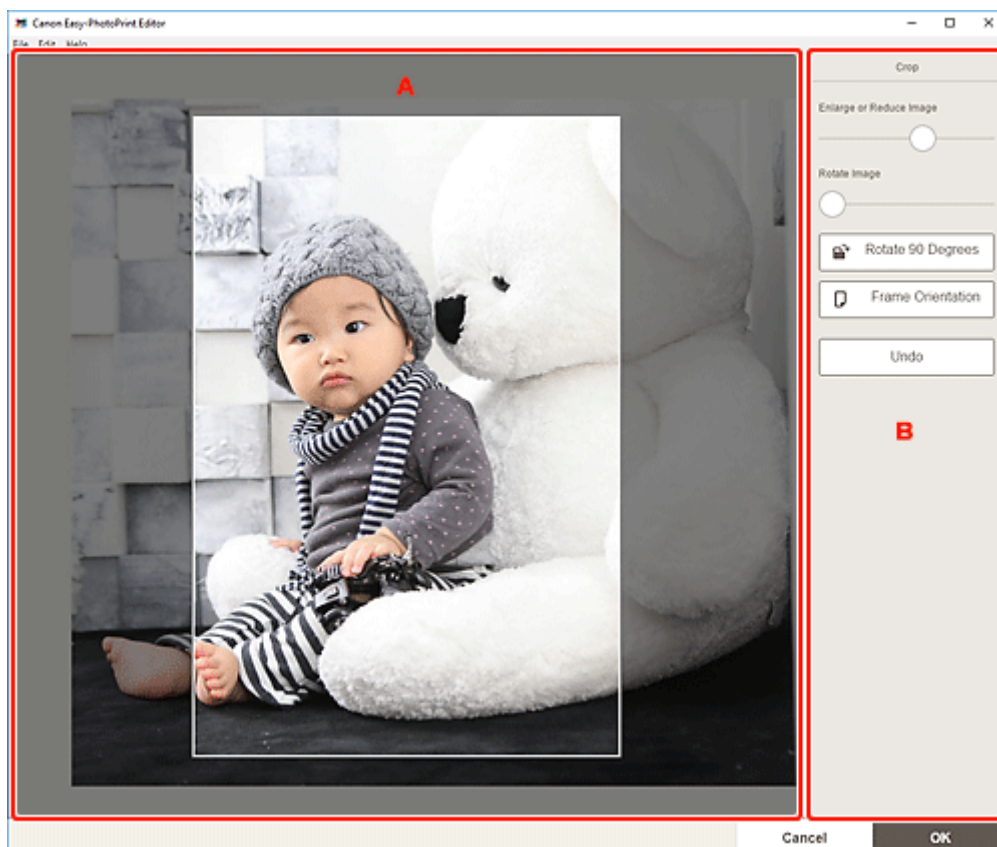 Canon Easy-PhotoPrint Editor
File Edit Help
A
Crop
Enlarge or Reduce Image
Rotate Image
Rotate 90 Degrees
Frame Orientation
Undo
B
Cancel OK